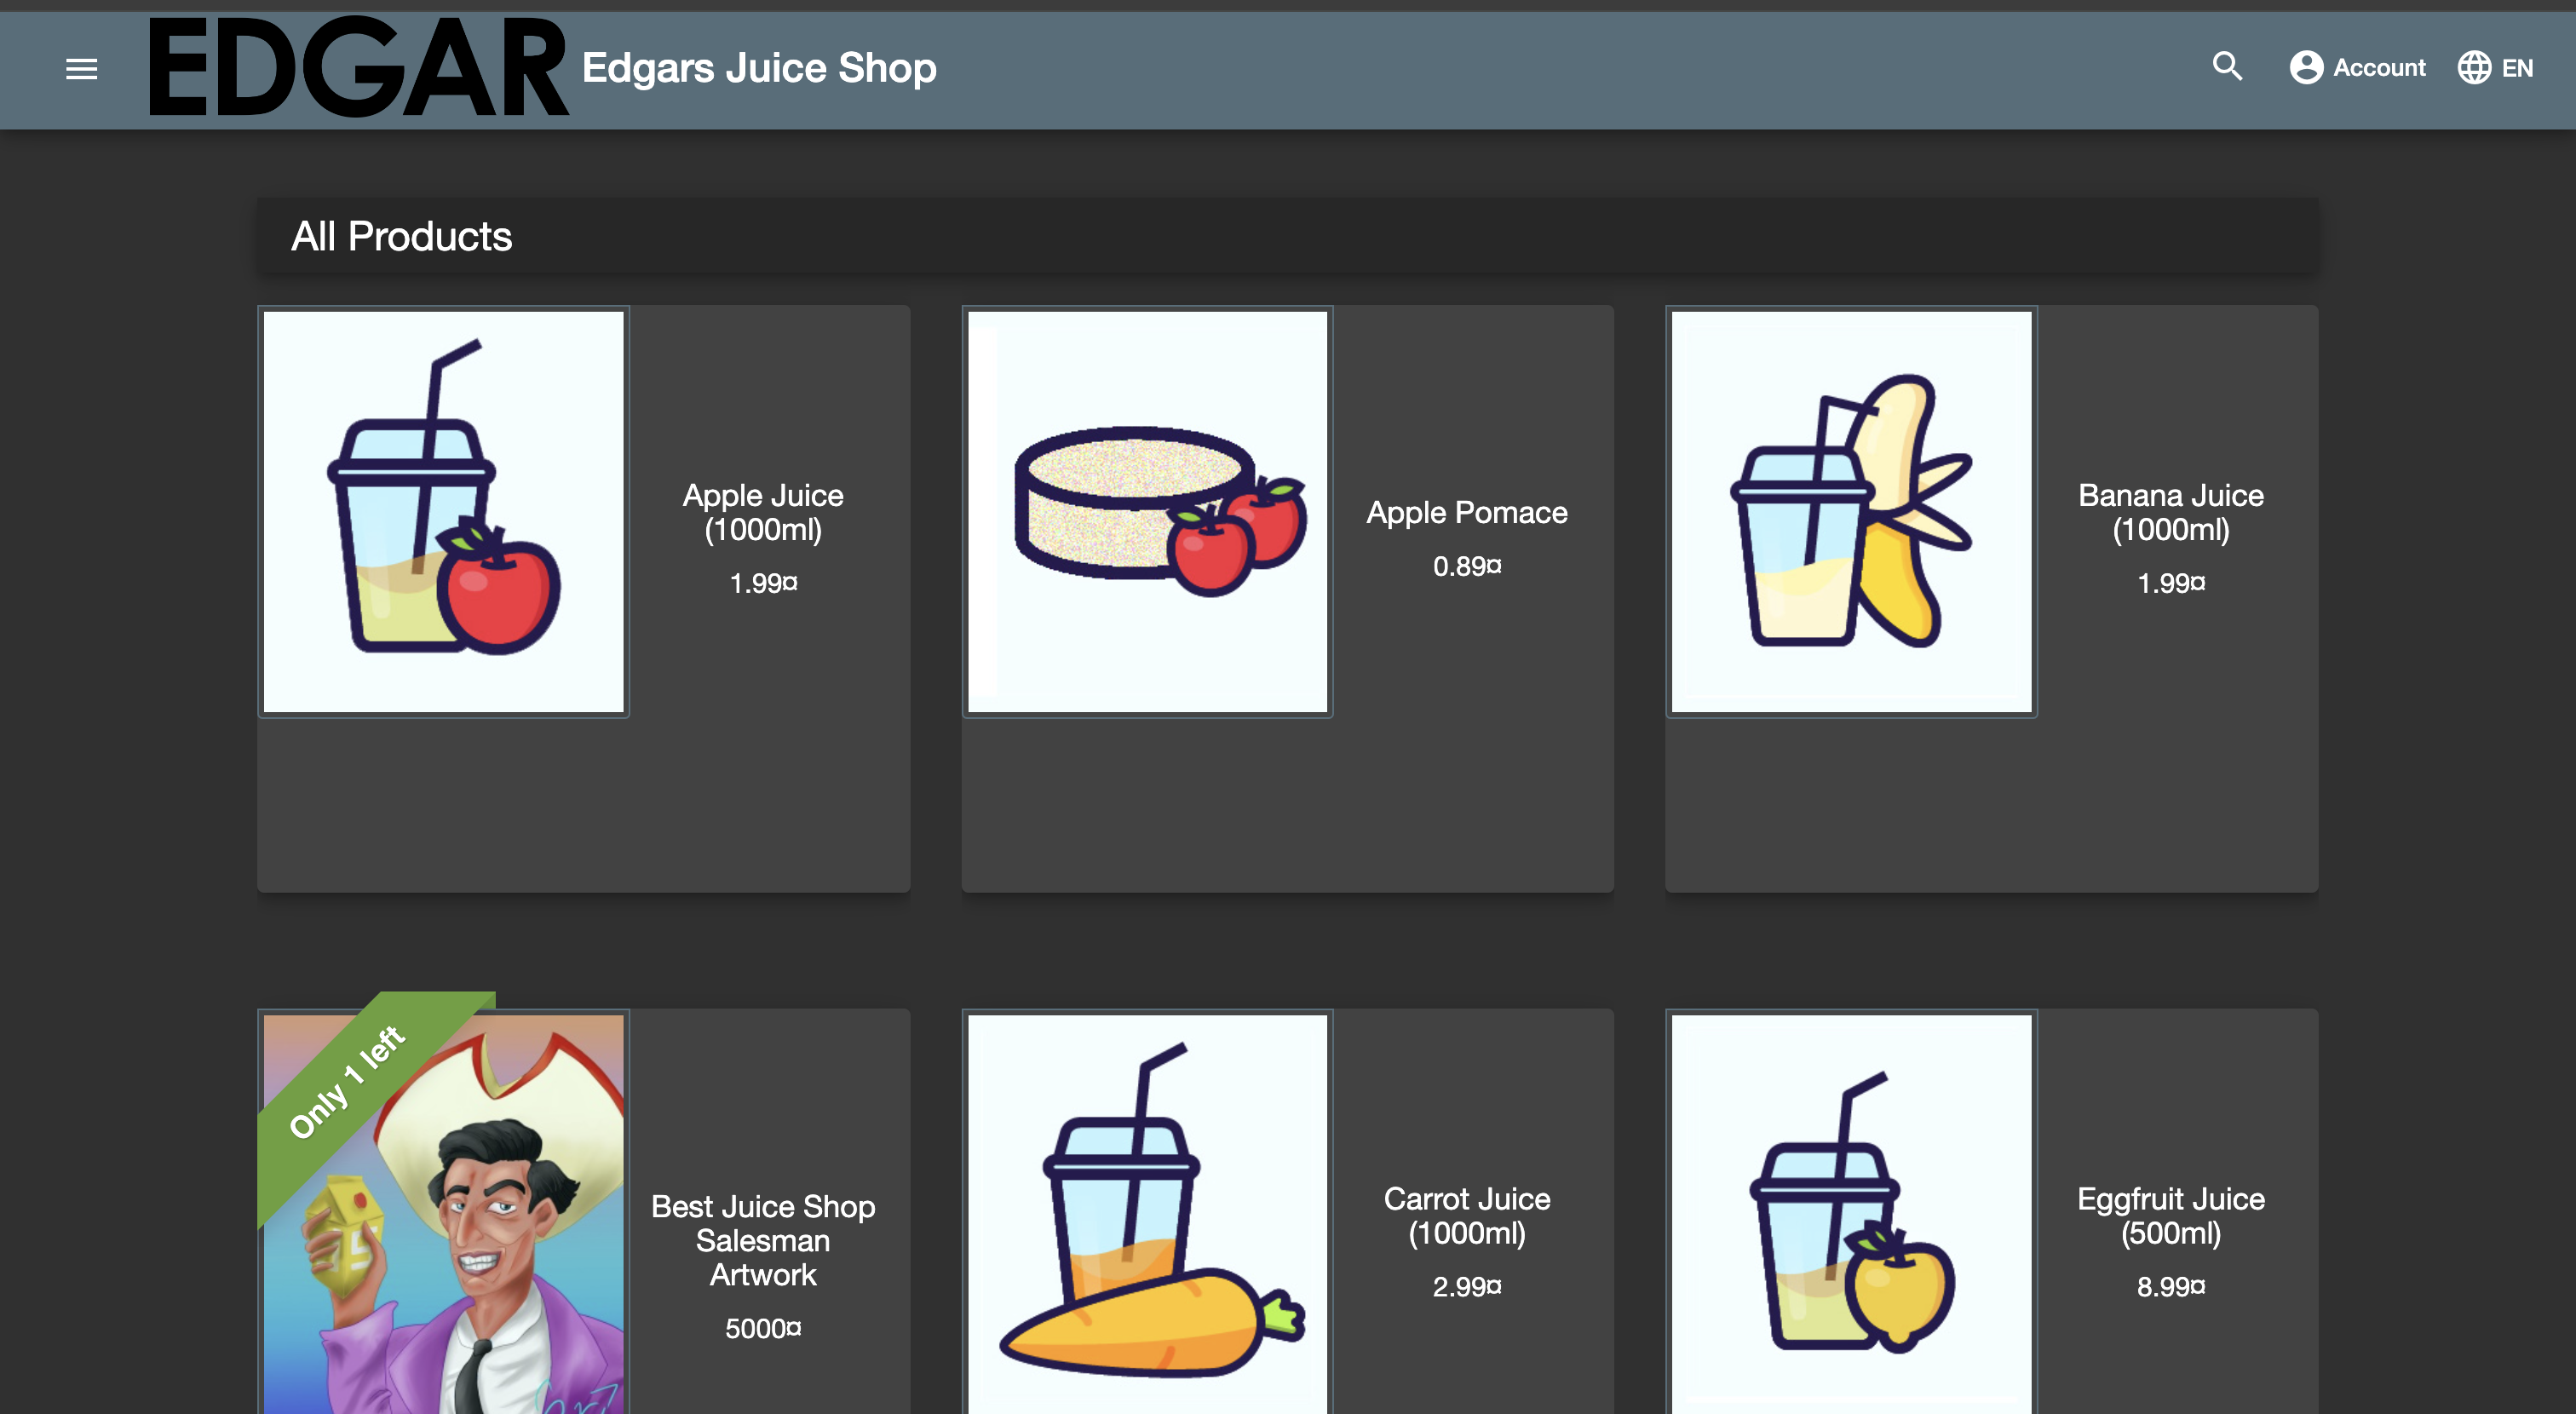 EDGAR Edgars Juice Shop
Account
EN
All Products
Apple Juice
(1000ml)
1.99¤
Apple Pomace
0.89¤
Banana Juice
(1000ml)
1.99¤
Only 1 left
Best Juice Shop
Salesman
Artwork
5000¤
Carrot Juice
(1000ml)
2.99¤
Eggfruit Juice
(500ml)
8.99¤